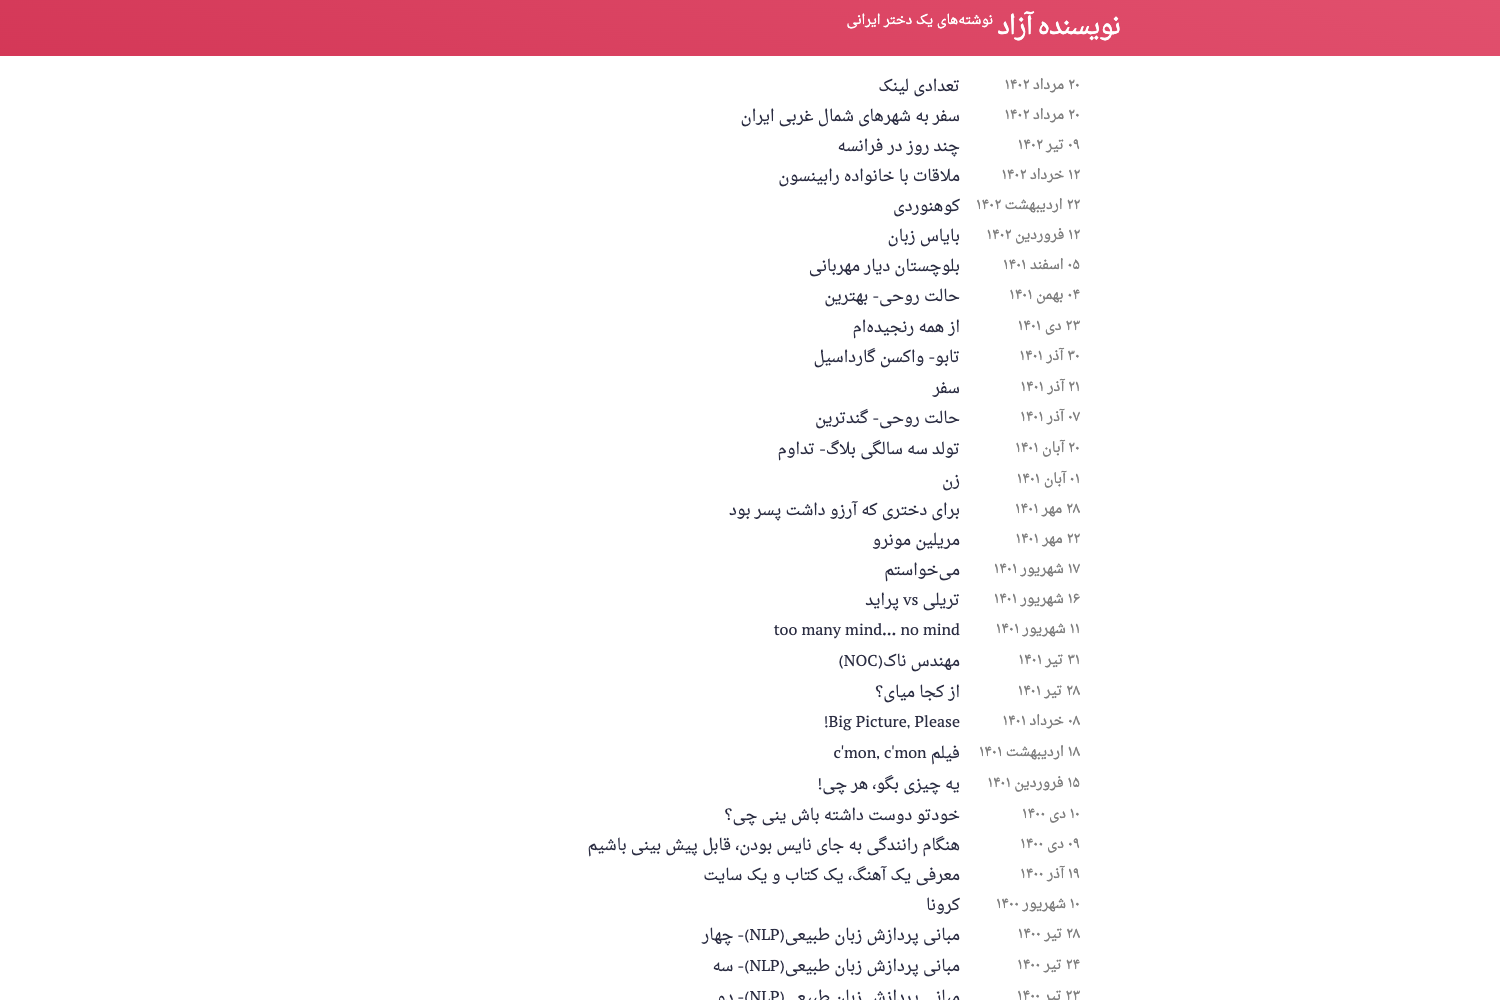 نویسنده آزاد نوشته‌های یک دختر ایرانی
۲۰ مرداد ۱۴۰۲ تعدادی لینک
۲۰ مرداد ۱۴۰۲ سفر به شهرهای شمال غربی ایران
۰۹ تیر ۱۴۰۲ چند روز در فرانسه
۱۲ خرداد ۱۴۰۲ ملاقات با خانواده رابینسون
۲۲ اردیبهشت ۱۴۰۲ کوهنوردی
۱۲ فروردین ۱۴۰۲ بایاس زبان
۰۵ اسفند ۱۴۰۱ بلوچستان دیار مهربانی
۰۴ بهمن ۱۴۰۱ حالت روحی- بهترین
۲۳ دی ۱۴۰۱ از همه رنجیده‌ام
۳۰ آذر ۱۴۰۱ تابو- واکسن گارداسیل
۲۱ آذر ۱۴۰۱ سفر
۰۷ آذر ۱۴۰۱ حالت روحی- گندترین
۲۰ آبان ۱۴۰۱ تولد سه سالگی بلاگ- تداوم
۰۱ آبان ۱۴۰۱ زن
۲۸ مهر ۱۴۰۱ برای دختری که آرزو داشت پسر بود
۲۲ مهر ۱۴۰۱ مریلین مونرو
۱۷ شهریور ۱۴۰۱ می‌خواستم
۱۶ شهریور ۱۴۰۱ تریلی vs پراید
۱۱ شهریور ۱۴۰۱ too many mind... no mind
۳۱ تیر ۱۴۰۱ مهندس ناک(NOC)
۲۸ تیر ۱۴۰۱ از کجا میای؟
۰۸ خرداد ۱۴۰۱ Big Picture, Please!
۱۸ اردیبهشت ۱۴۰۱ فیلم c'mon, c'mon
۱۵ فروردین ۱۴۰۱ یه چیزی بگو، هر چی!
۱۰ دی ۱۴۰۰ خودتو دوست داشته باش ینی چی؟
۰۹ دی ۱۴۰۰ هنگام رانندگی به جای نایس بودن، قابل پیش بینی باشیم
۱۹ آذر ۱۴۰۰ معرفی یک آهنگ، یک کتاب و یک سایت
۱۰ شهریور ۱۴۰۰ کرونا
۲۸ تیر ۱۴۰۰ مبانی پردازش زبان طبیعی(NLP)- چهار
۲۴ تیر ۱۴۰۰ مبانی پردازش زبان طبیعی(NLP)- سه
۲۳ تیر ۱۴۰۰ مبانی پردازش زبان طبیعی(NLP)- دو